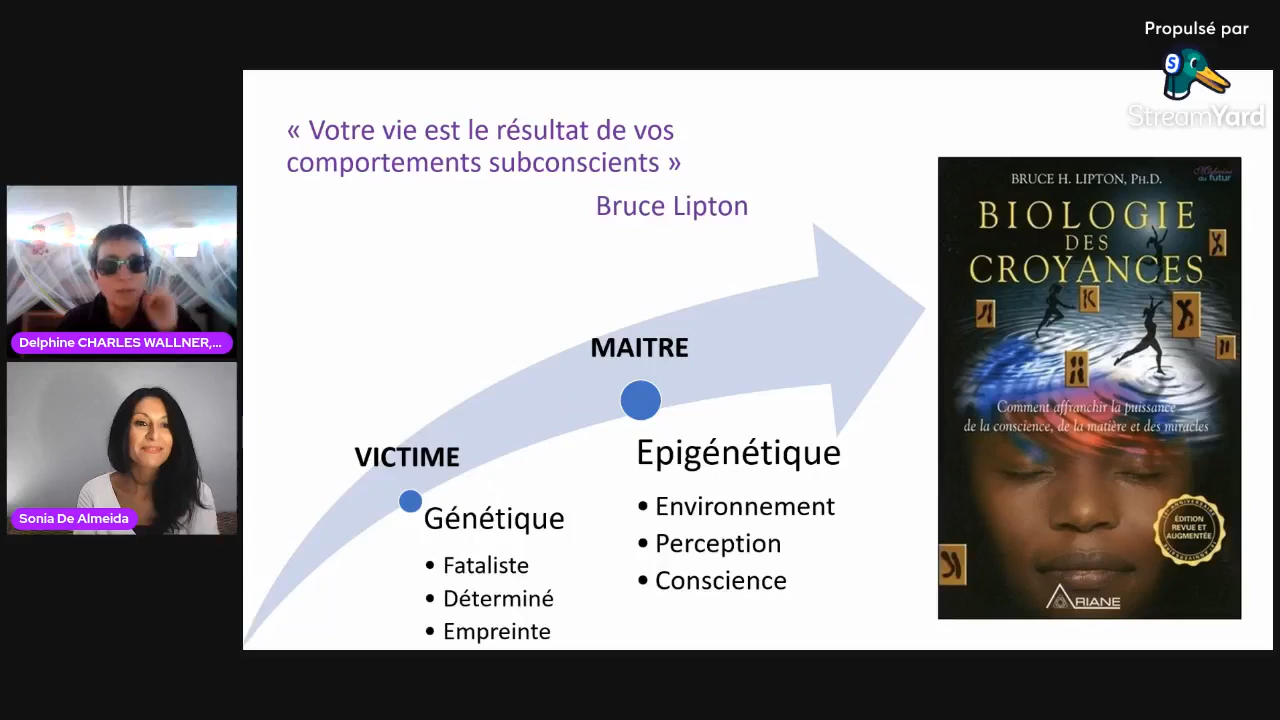 Propulsé par
StreamYard
« Votre vie est le résultat de vos
comportements subconscients »
Bruce Lipton
MAITRE
VICTIME
Epigénétique
• Environnement
• Perception
• Conscience
Génétique
• Fataliste
• Déterminé
• Empreinte
BRUCE H. LIPTON, PH.D.
BIOLOGIE
DES
CROYANCES
Comment affranchir la puissance
de la conscience, de la matière et des miracles
ÉDITION
REVUE ET
AUGMENTÉE
ARIANE
Delphine CHARLES WALLNER,...
Sonia De Almeida